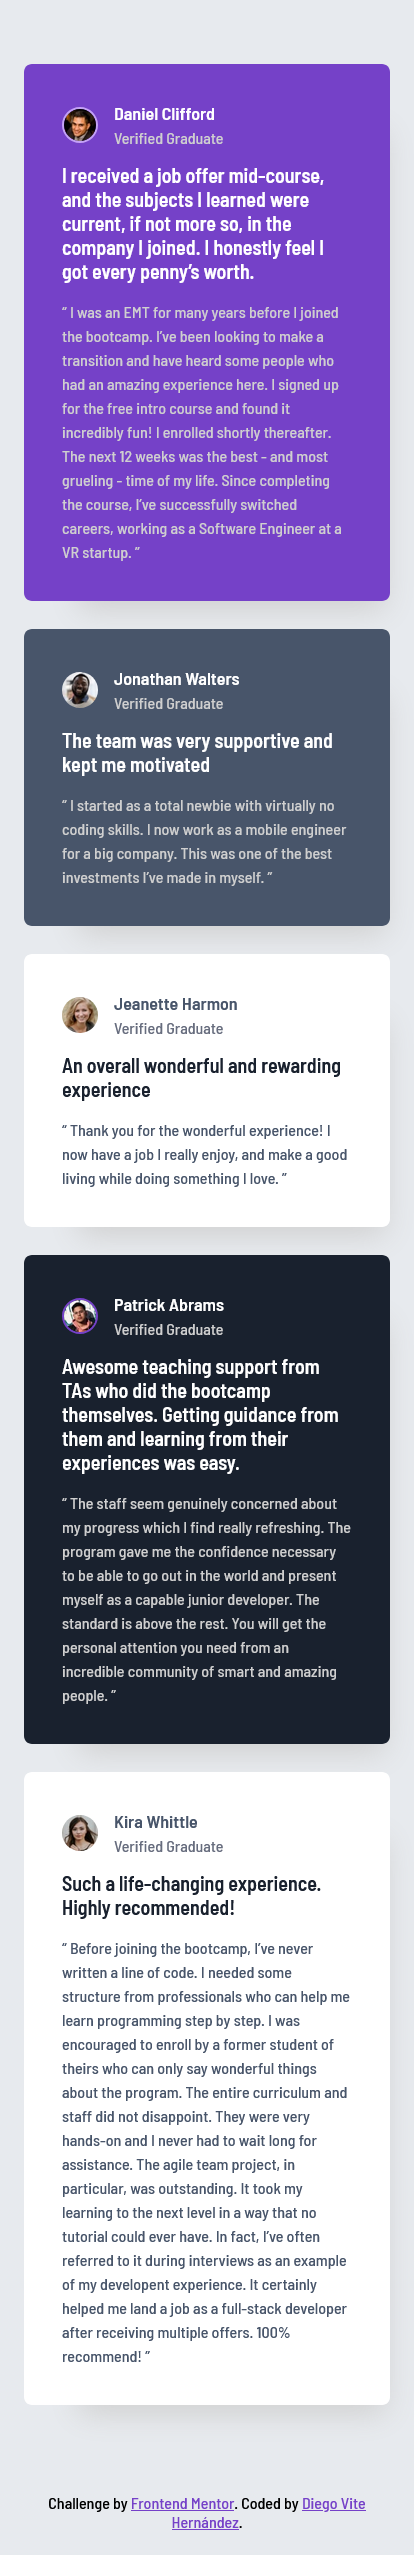 Daniel Clifford
Verified Graduate
I received a job offer mid-course,
and the subjects I learned were
current, if not more so, in the
company I joined. I honestly feel I
got every penny’s worth.
“ I was an EMT for many years before I joined
the bootcamp. I’ve been looking to make a
transition and have heard some people who
had an amazing experience here. I signed up
for the free intro course and found it
incredibly fun! I enrolled shortly thereafter.
The next 12 weeks was the best - and most
grueling - time of my life. Since completing
the course, I’ve successfully switched
careers, working as a Software Engineer at a
VR startup. ”
Jonathan Walters
Verified Graduate
The team was very supportive and
kept me motivated
“ I started as a total newbie with virtually no
coding skills. I now work as a mobile engineer
for a big company. This was one of the best
investments I’ve made in myself. ”
Jeanette Harmon
Verified Graduate
An overall wonderful and rewarding
experience
“ Thank you for the wonderful experience! I
now have a job I really enjoy, and make a good
living while doing something I love. ”
Patrick Abrams
Verified Graduate
Awesome teaching support from
TAs who did the bootcamp
themselves. Getting guidance from
them and learning from their
experiences was easy.
“ The staff seem genuinely concerned about
my progress which I find really refreshing. The
program gave me the confidence necessary
to be able to go out in the world and present
myself as a capable junior developer. The
standard is above the rest. You will get the
personal attention you need from an
incredible community of smart and amazing
people. ”
Kira Whittle
Verified Graduate
Such a life-changing experience.
Highly recommended!
“ Before joining the bootcamp, I’ve never
written a line of code. I needed some
structure from professionals who can help me
learn programming step by step. I was
encouraged to enroll by a former student of
theirs who can only say wonderful things
about the program. The entire curriculum and
staff did not disappoint. They were very
hands-on and I never had to wait long for
assistance. The agile team project, in
particular, was outstanding. It took my
learning to the next level in a way that no
tutorial could ever have. In fact, I’ve often
referred to it during interviews as an example
of my developent experience. It certainly
helped me land a job as a full-stack developer
after receiving multiple offers. 100%
recommend! ”
Challenge by Frontend Mentor. Coded by Diego Vite
Hernández.